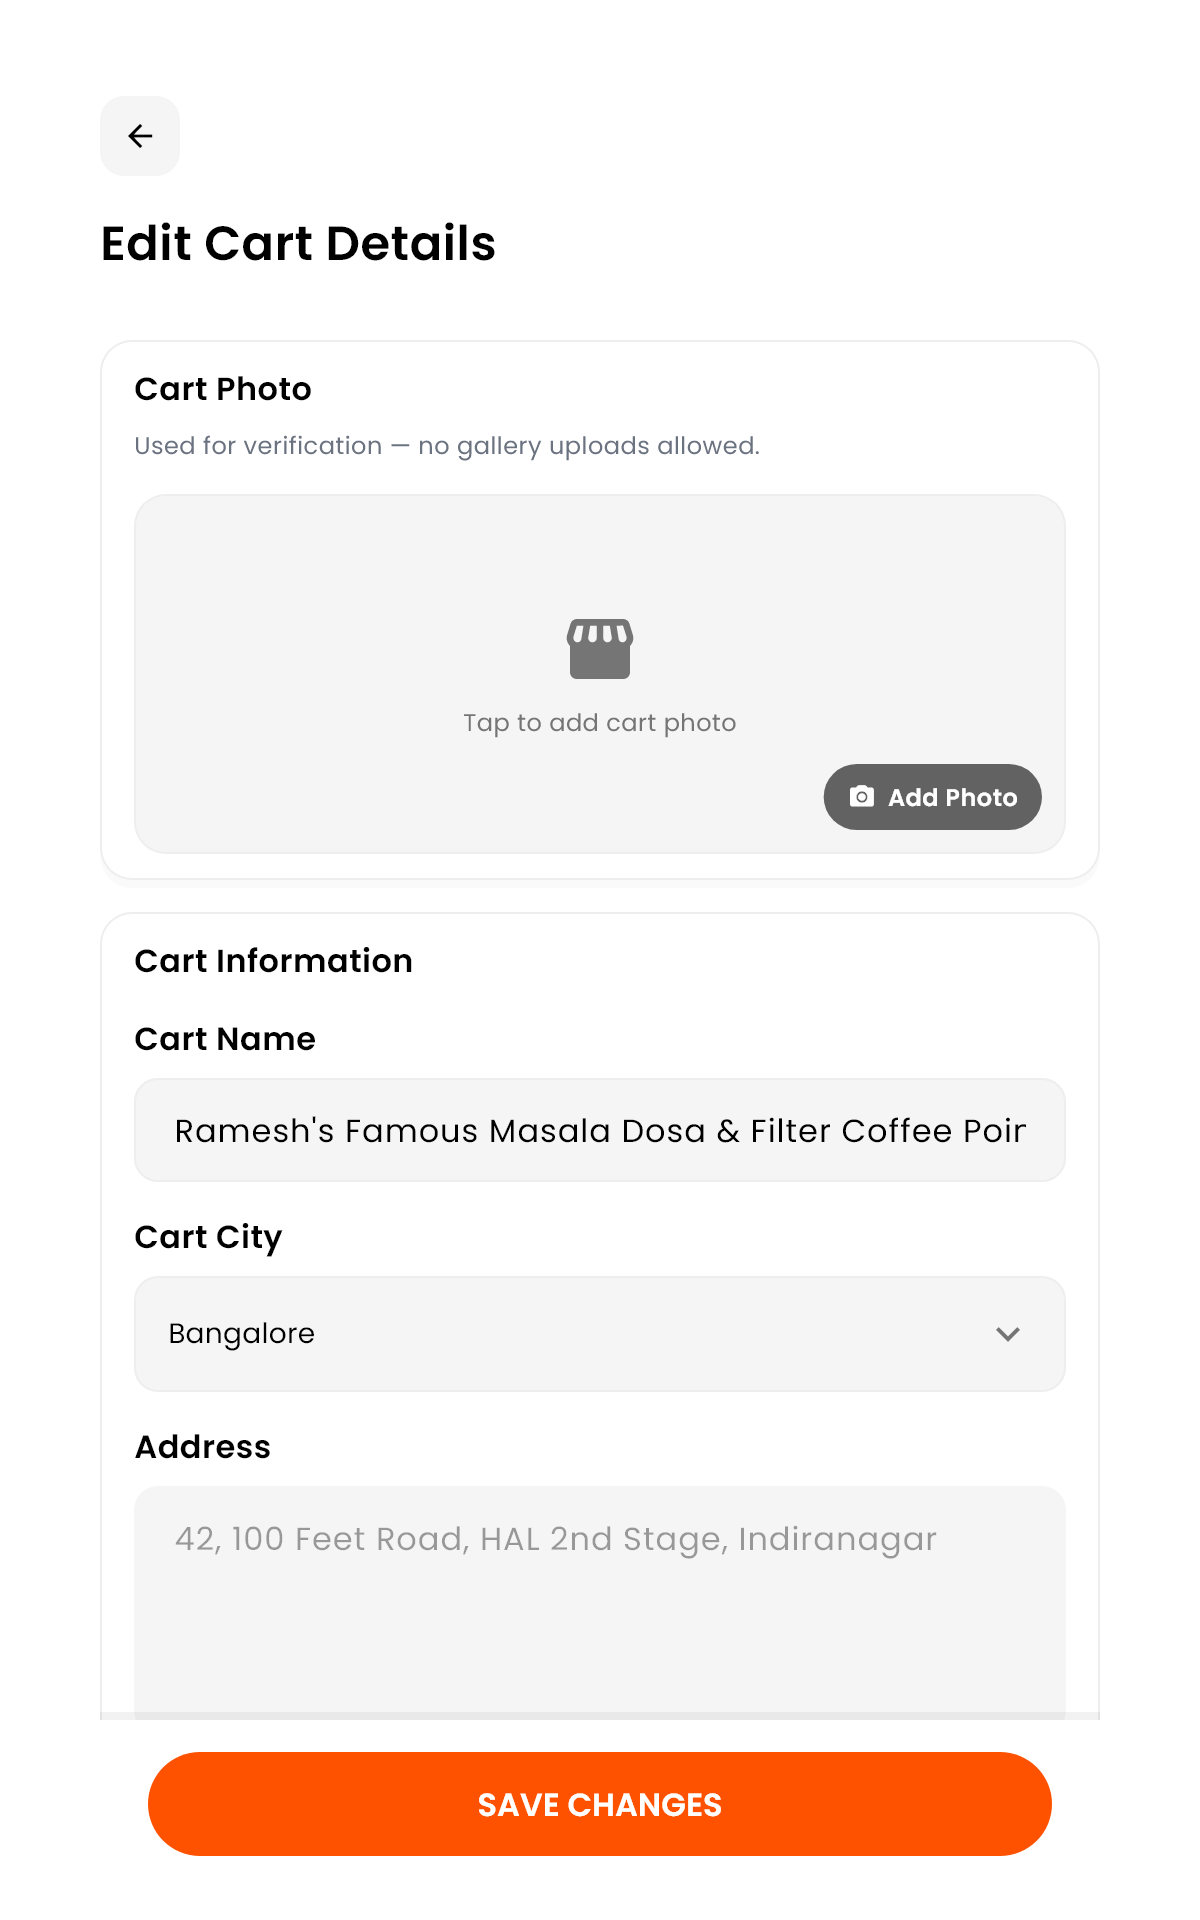 Edit Cart Details
Cart Photo
Used for verification — no gallery uploads allowed.
Tap to add cart photo
Add Photo
Cart Information
Cart Name
Ramesh's Famous Masala Dosa & Filter Coffee
Cart City
Bangalore
Address
42, 100 Feet Road, HAL 2nd Stage, Indiranagar
SAVE CHANGES